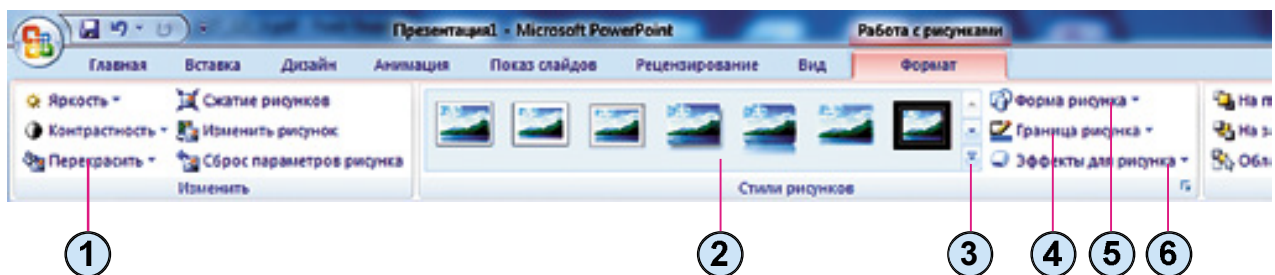 Презентация1 - Microsoft PowerPoint Работа с рисунками
Главная Вставка Дизайн Анимация Показ слайдов Рецензирование Вид Формат
Яркость Сжатие рисунков Форма рисунка На
Контрастность Изменить рисунок Граница рисунка На
Перекрасить Сброс параметров рисунка Эффекты для рисунка
Изменить Стили рисунков
1 2 3 4 5 6